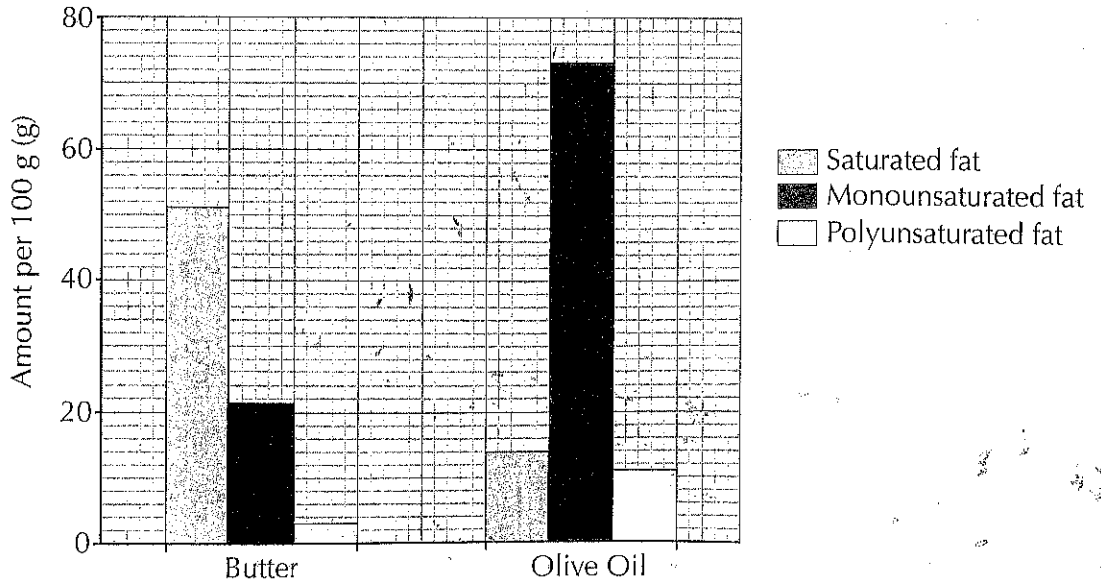 80
60
40
20
0
Amount per 100 g (g)
Butter
Olive Oil
Saturated fat
Monounsaturated fat
Polyunsaturated fat